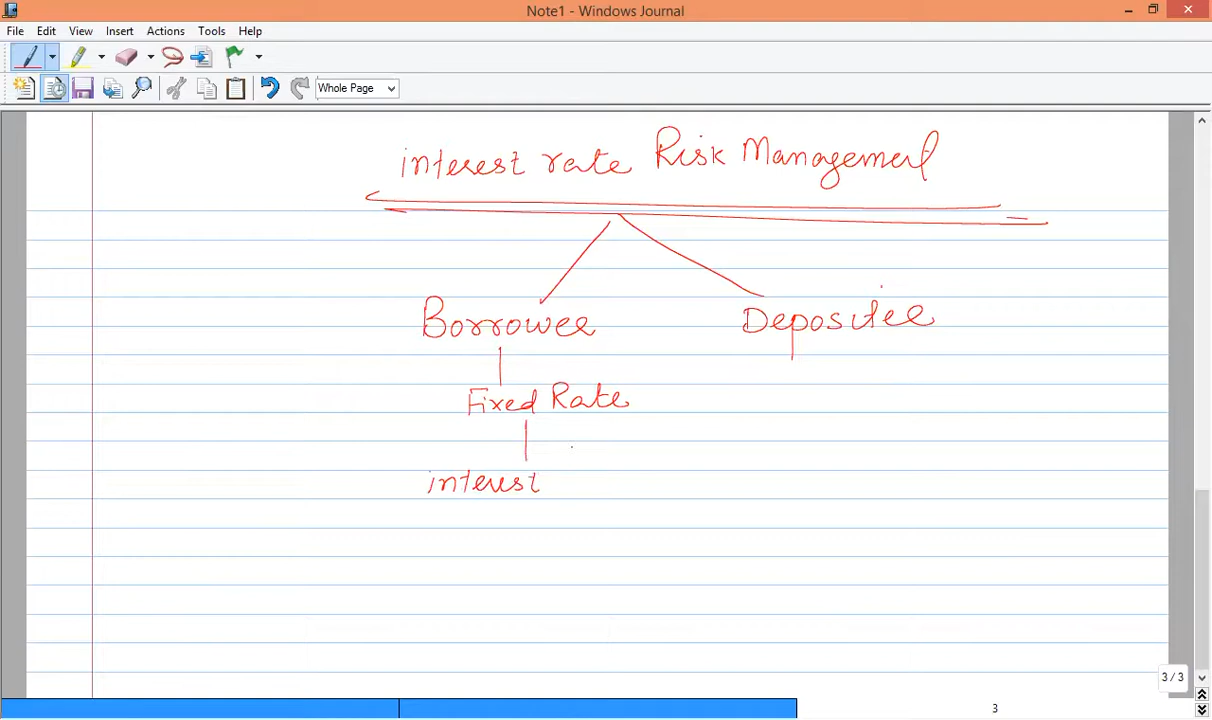 Note1 - Windows Journal
File Edit View Insert Actions Tools Help
Whole Page
interest rate Risk Management
Borrower Depositer
Fixed Rate
interest
3 / 3
3